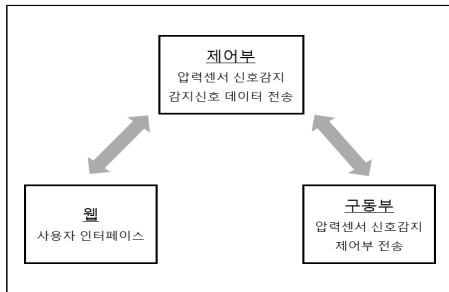 제어부
압력센서 신호감지
감지신호 데이터 전송
웹
사용자 인터페이스
구동부
압력센서 신호감지
제어부 전송